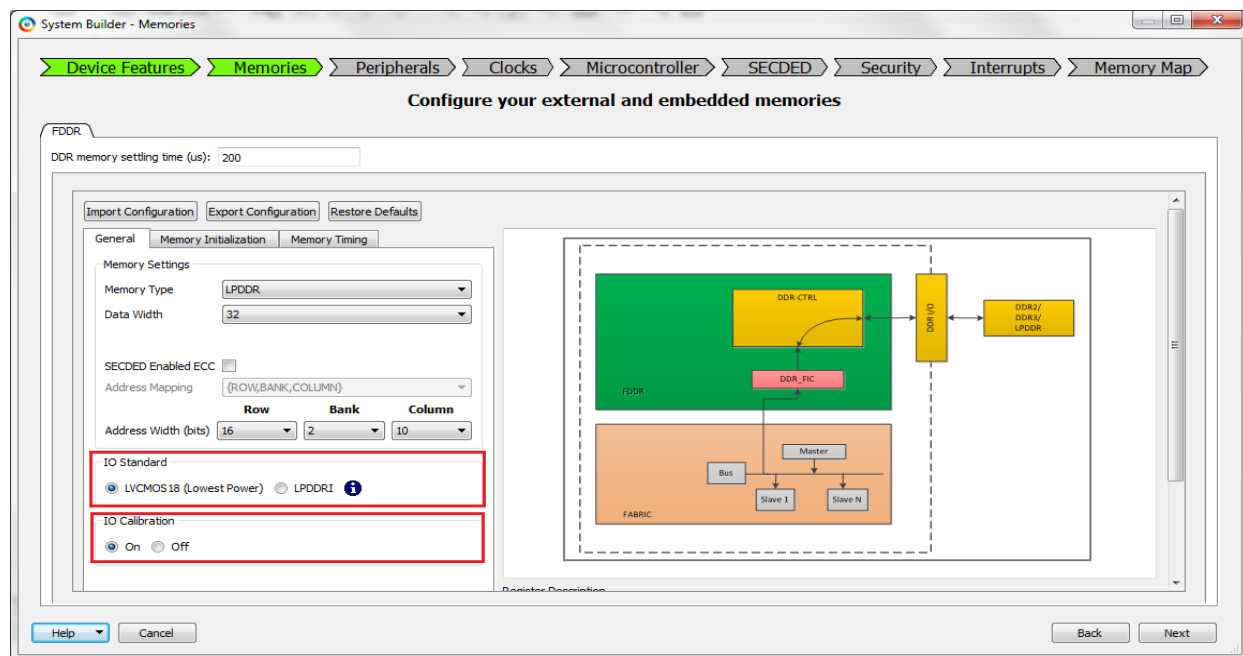 System Builder - Memories
Device Features Memories Peripherals Clocks Microcontroller SECDED Security Interrupts Memory Map
Configure your external and embedded memories
FDDR
DDR memory settling time (us): 200
Import Configuration Export Configuration Restore Defaults
General Memory Initialization Memory Timing
Memory Settings
Memory Type LPDDR
Data Width 32
SECDED Enabled ECC
Address Mapping {ROW,BANK,COLUMN}
Row Bank Column
Address Width (bits) 16 2 10
IO Standard
LVCMOS18 (Lowest Power) LPDDRI
IO Calibration
On Off
DDR-CTRL
DDR I/O
DDR2/
DDR3/
LPDDR
DDR_FIC
FDDR
Master
Bus
Slave 1 Slave N
FABRIC
Register Description
Help Cancel Back Next